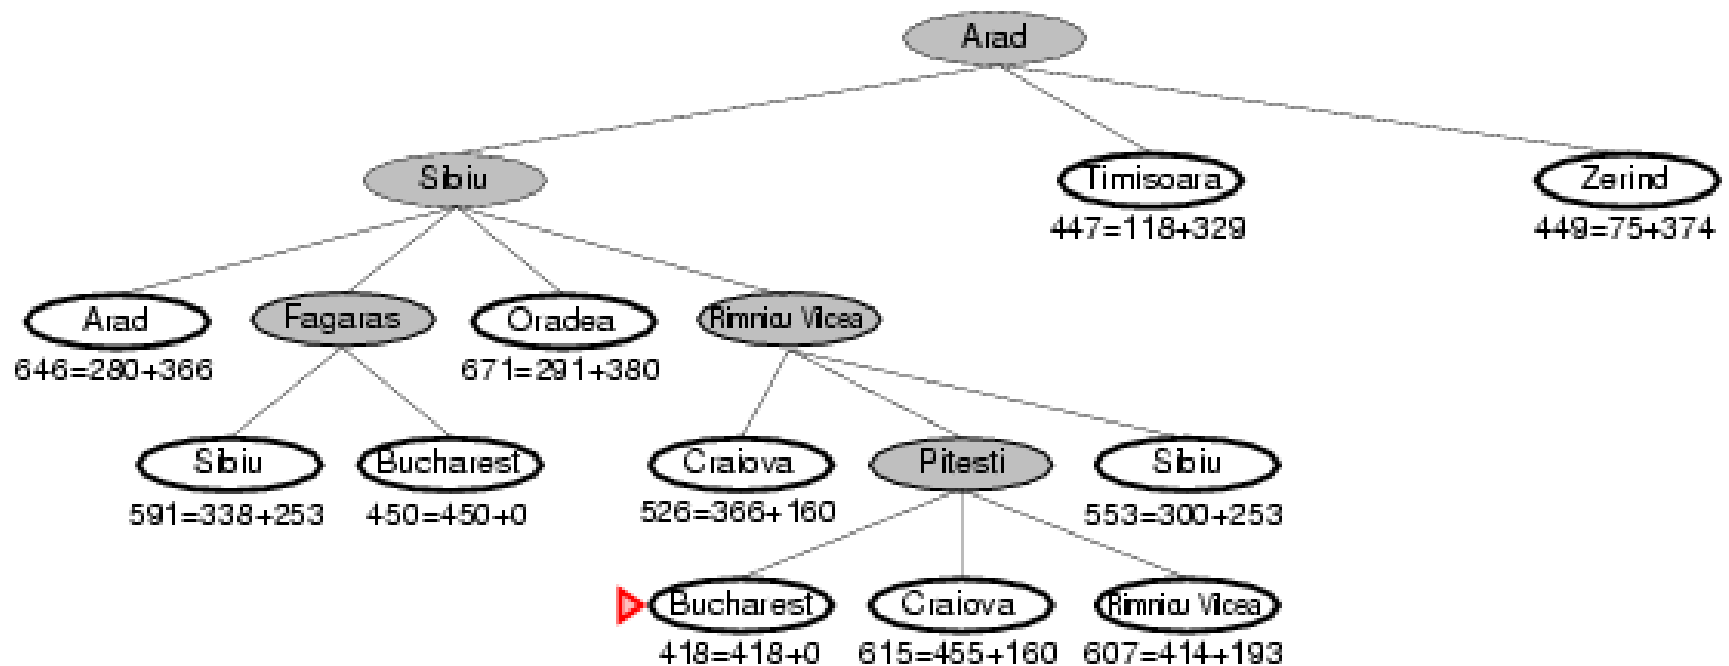 Arad
Sibiu
Timisoara
Zerind
447=118+329
449=75+374
Arad
Fagaras
Oradea
Rimnicu Vilcea
646=280+366
671=291+380
Sibiu
Bucharest
Craiova
Pitesti
Sibiu
591=338+253
450=450+0
526=366+160
553=300+253
Bucharest
Craiova
Rimnicu Vilcea
418=418+0
615=455+160
607=414+193